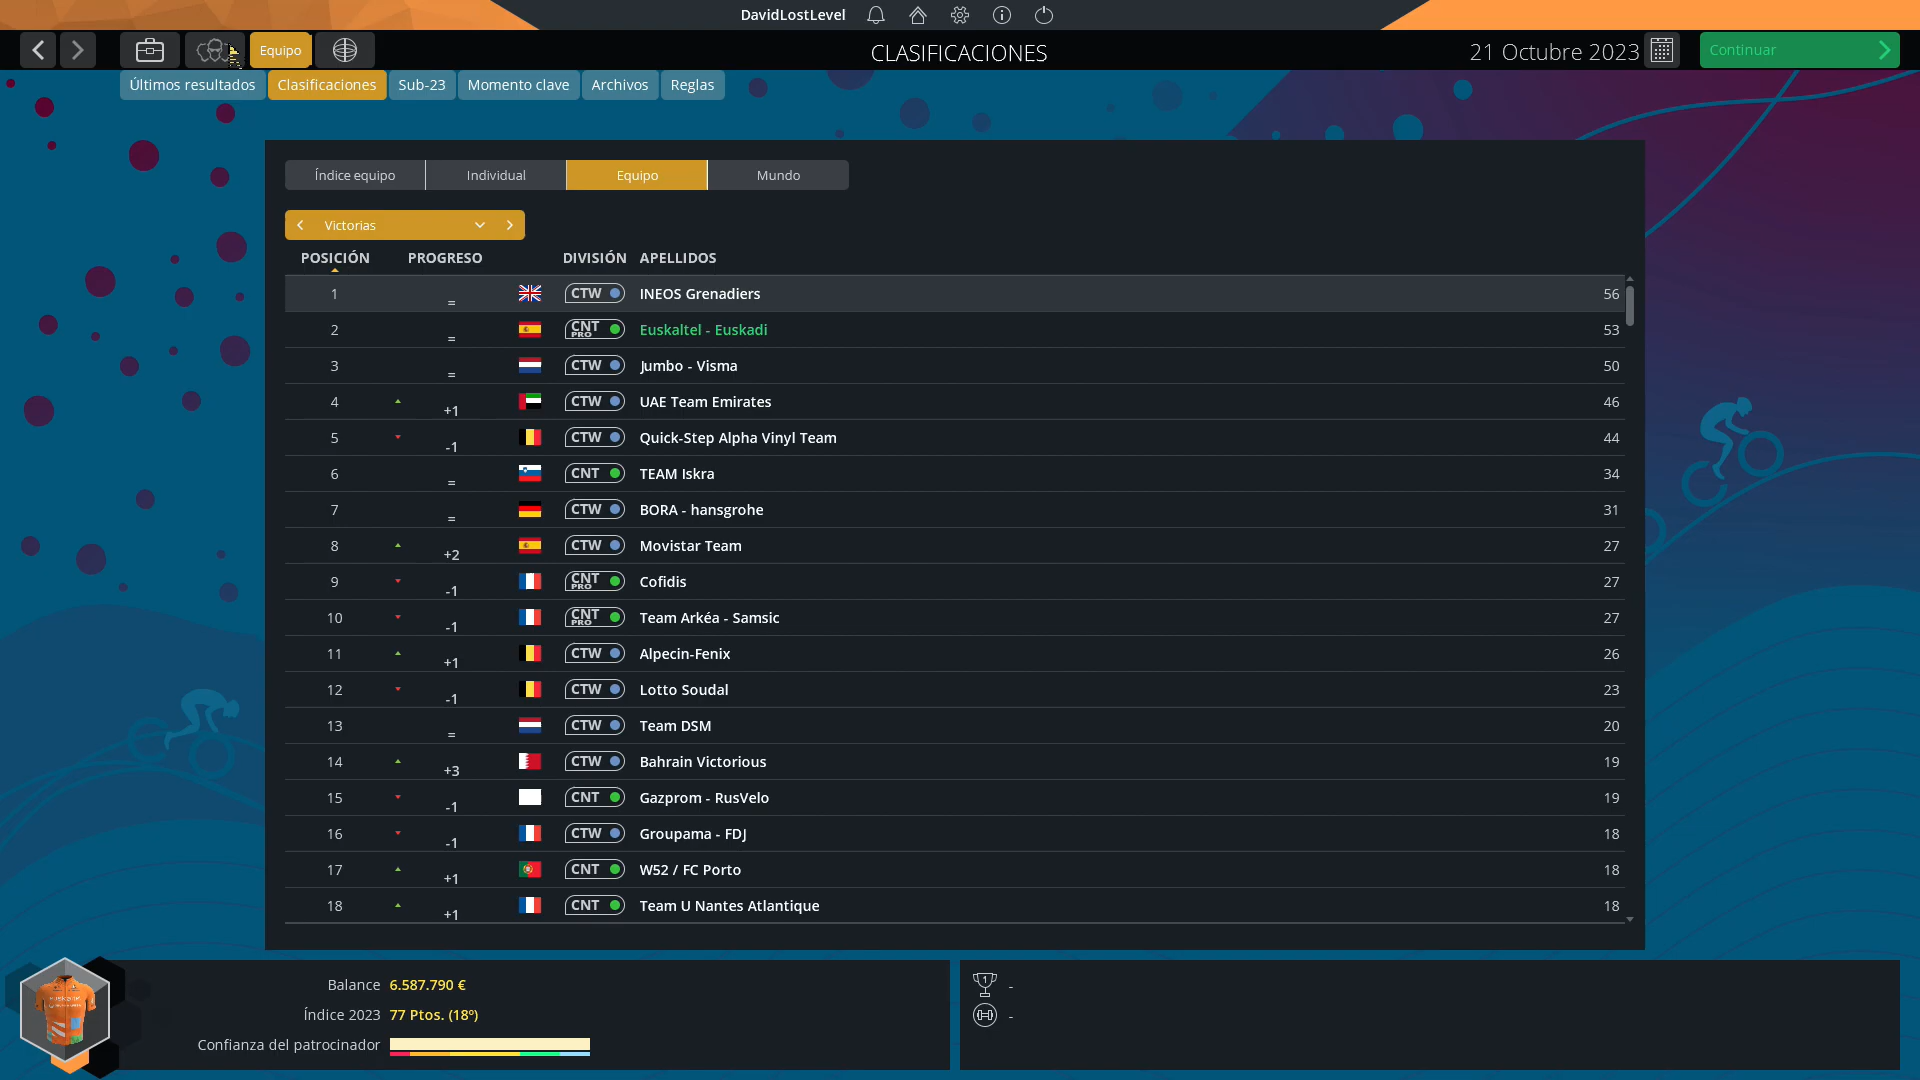 DavidLostLevel
Equipo
CLASIFICACIONES
21 Octubre 2023
Continuar
Últimos resultados
Clasificaciones
Sub-23
Momento clave
Archivos
Reglas
Índice equipo
Individual
Equipo
Mundo
Victorias
POSICIÓN PROGRESO DIVISIÓN APELLIDOS
1 = CTW INEOS Grenadiers 56
2 = CNT PRO Euskaltel - Euskadi 53
3 = CTW Jumbo - Visma 50
4 +1 CTW UAE Team Emirates 46
5 -1 CTW Quick-Step Alpha Vinyl Team 44
6 = CNT TEAM Iskra 34
7 = CTW BORA - hansgrohe 31
8 +2 CTW Movistar Team 27
9 -1 CNT PRO Cofidis 27
10 -1 CNT PRO Team Arkéa - Samsic 27
11 +1 CTW Alpecin-Fenix 26
12 -1 CTW Lotto Soudal 23
13 = CTW Team DSM 20
14 +3 CTW Bahrain Victorious 19
15 -1 CNT Gazprom - RusVelo 19
16 -1 CTW Groupama - FDJ 18
17 +1 CNT W52 / FC Porto 18
18 +1 CNT Team U Nantes Atlantique 18
Balance 6.587.790 €
Índice 2023 77 Ptos. (18º)
Confianza del patrocinador
1 -
-